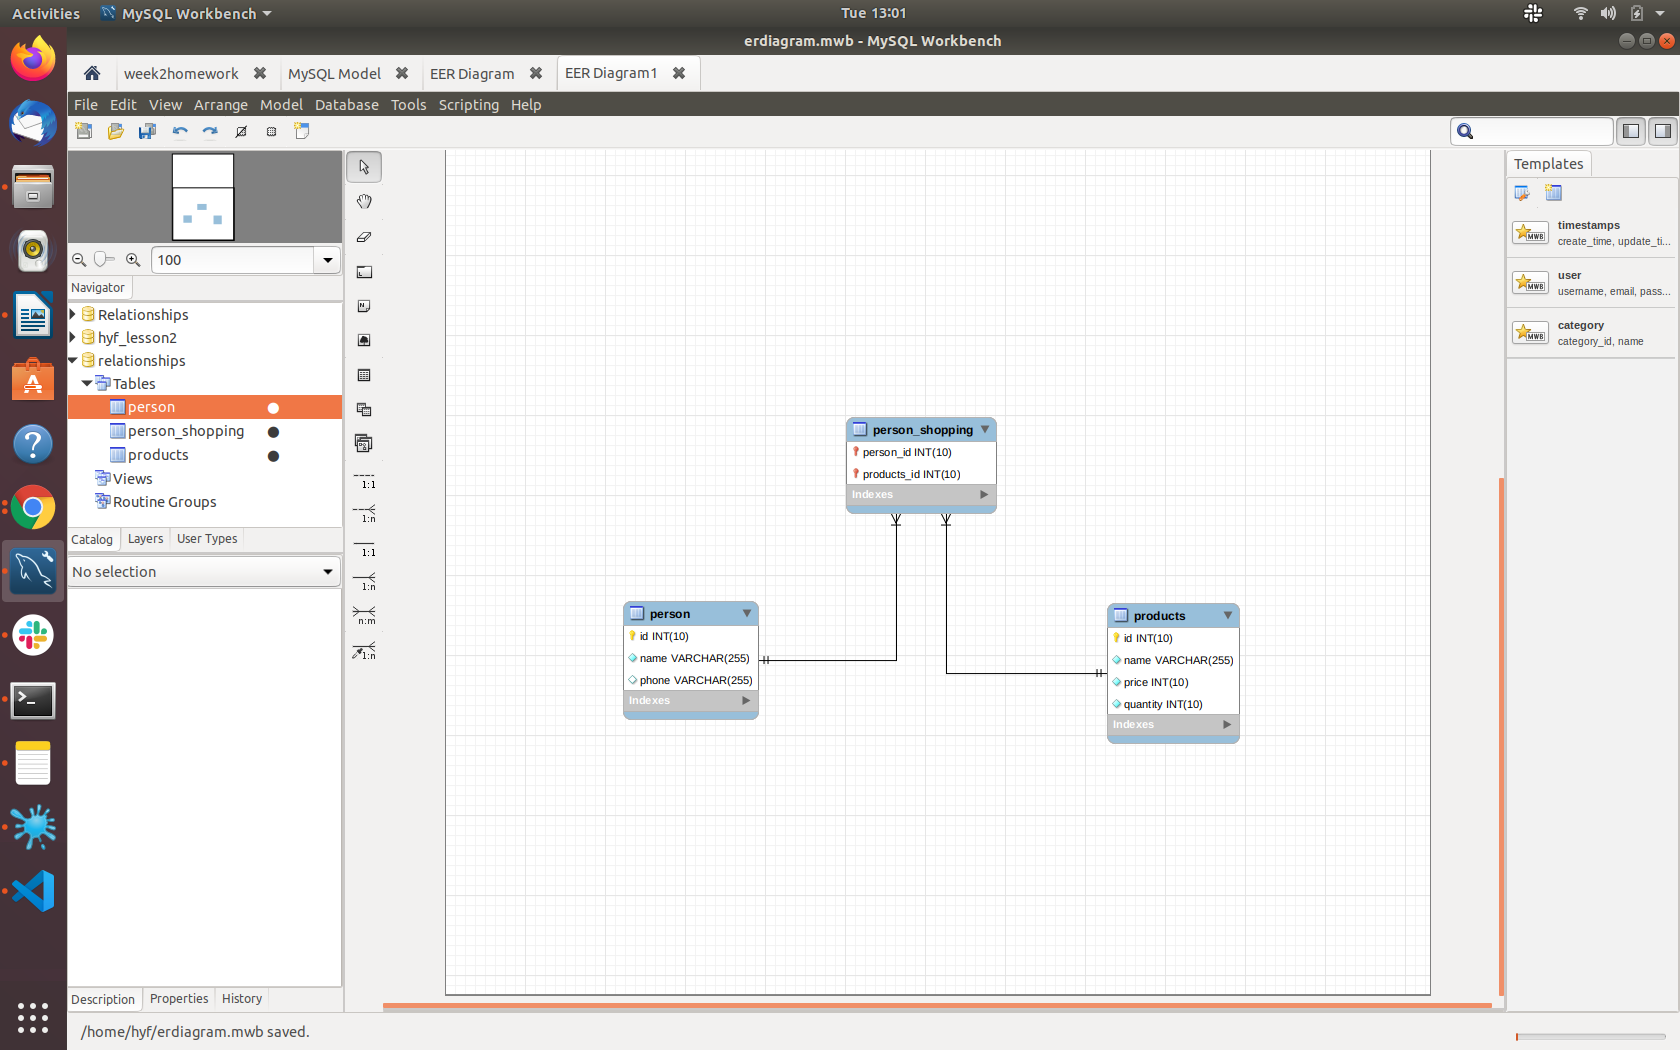 Activities
MySQL Workbench
Tue 13:01
erdiagram.mwb - MySQL Workbench
week2homework
MySQL Model
EER Diagram
EER Diagram1
File Edit View Arrange Model Database Tools Scripting Help
100
Navigator
Relationships
hyf_lesson2
relationships
Tables
person
person_shopping
products
Views
Routine Groups
Catalog
Layers
User Types
No selection
Description
Properties
History
/home/hyf/erdiagram.mwb saved.
1:1
1:n
1:1
1:n
n:m
1:n
person_shopping
person_id INT(10)
products_id INT(10)
Indexes
person
id INT(10)
name VARCHAR(255)
phone VARCHAR(255)
Indexes
products
id INT(10)
name VARCHAR(255)
price INT(10)
quantity INT(10)
Indexes
Templates
MWB
timestamps
create_time, update_ti...
MWB
user
username, email, pass...
MWB
category
category_id, name